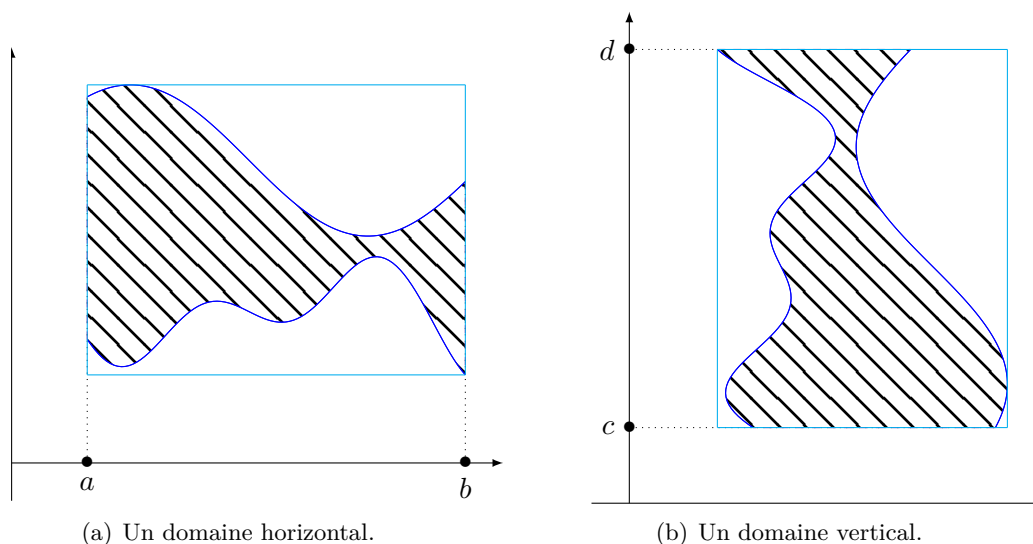 a
b
(a) Un domaine horizontal.
d
c
(b) Un domaine vertical.